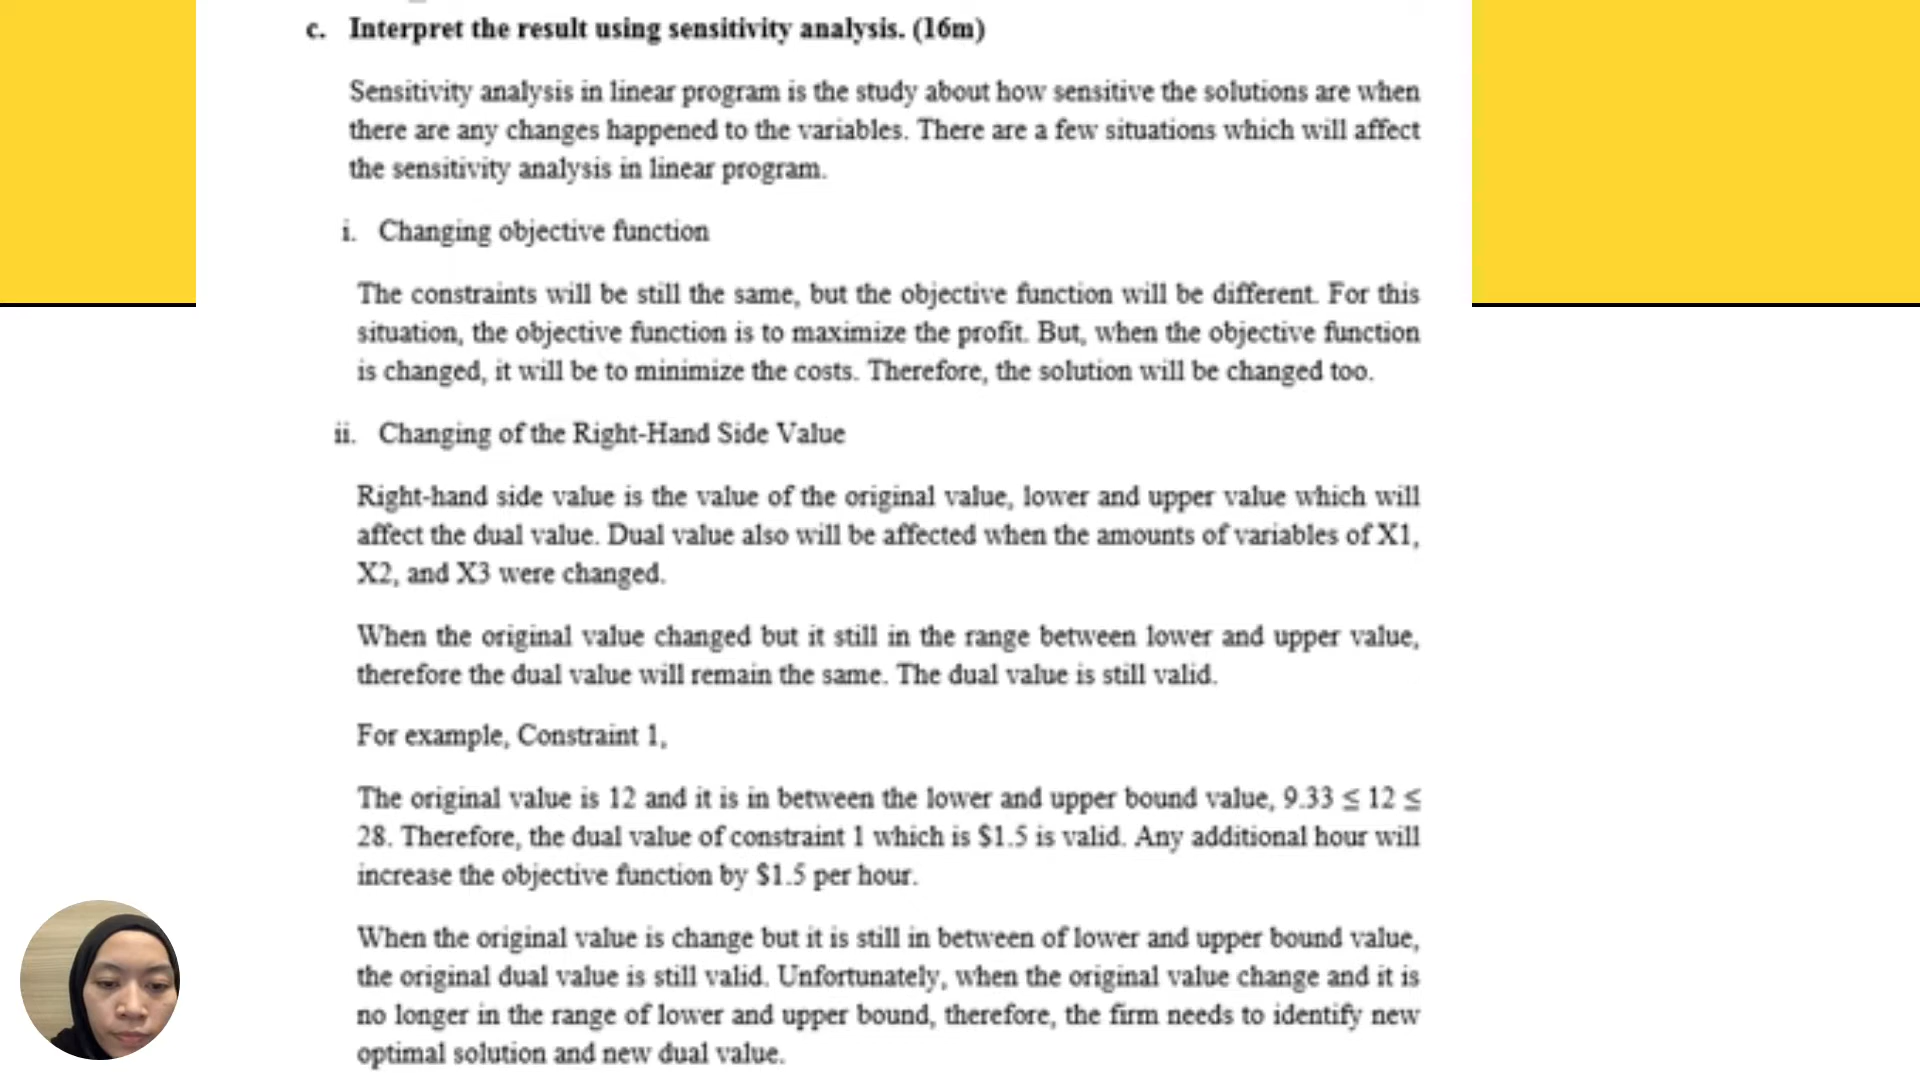 c. Interpret the result using sensitivity analysis. (16m)
Sensitivity analysis in linear program is the study about how sensitive the solutions are when
there are any changes happened to the variables. There are a few situations which will affect
the sensitivity analysis in linear program.
i. Changing objective function
The constraints will be still the same, but the objective function will be different. For this
situation, the objective function is to maximize the profit. But, when the objective function
is changed, it will be to minimize the costs. Therefore, the solution will be changed too.
ii. Changing of the Right-Hand Side Value
Right-hand side value is the value of the original value, lower and upper value which will
affect the dual value. Dual value also will be affected when the amounts of variables of X1,
X2, and X3 were changed.
When the original value changed but it still in the range between lower and upper value,
therefore the dual value will remain the same. The dual value is still valid.
For example, Constraint 1,
The original value is 12 and it is in between the lower and upper bound value, 9.33 ≤ 12 ≤
28. Therefore, the dual value of constraint 1 which is $1.5 is valid. Any additional hour will
increase the objective function by $1.5 per hour.
When the original value is change but it is still in between of lower and upper bound value,
the original dual value is still valid. Unfortunately, when the original value change and it is
no longer in the range of lower and upper bound, therefore, the firm needs to identify new
optimal solution and new dual value.